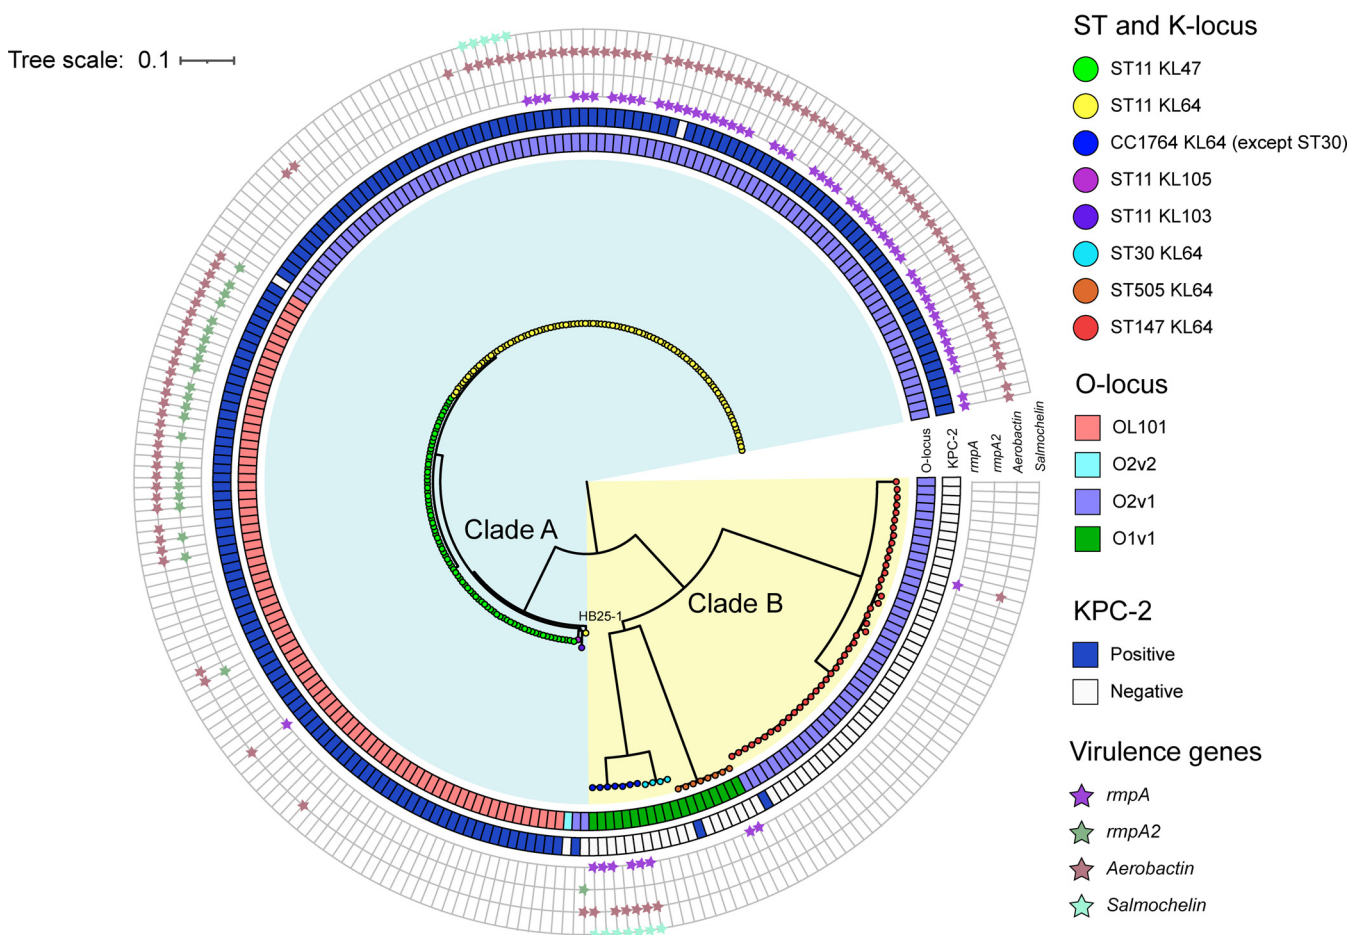 Tree scale: 0.1
ST and K-locus
ST11 KL47
ST11 KL64
CC1764 KL64 (except ST30)
ST11 KL105
ST11 KL103
ST30 KL64
ST505 KL64
ST147 KL64
O-locus
OL101
O2v2
O2v1
O1v1
KPC-2
Positive
Negative
Virulence genes
rmpA
rmpA2
Aerobactin
Salmochelin
O-locus
KPC-2
rmpA
rmpA2
Aerobactin
Salmochelin
Clade A
HB25-1
Clade B